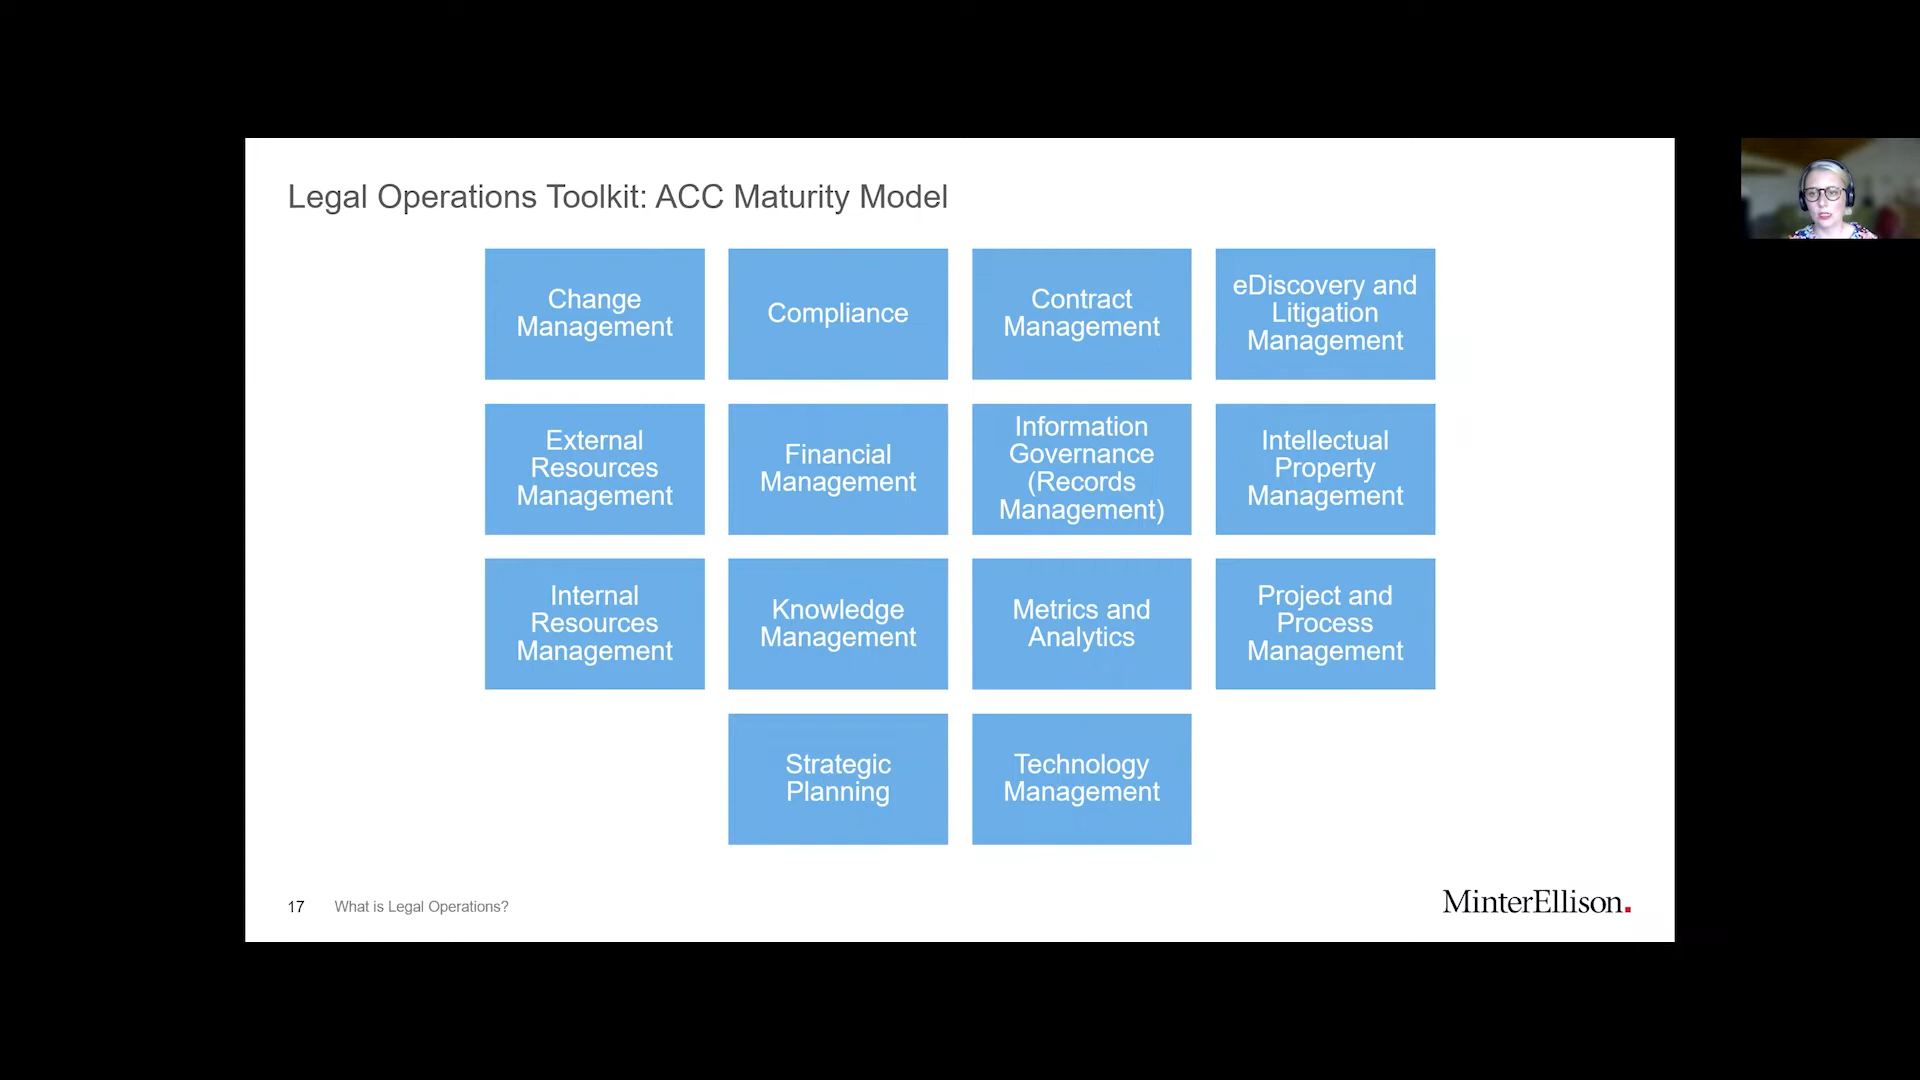 Legal Operations Toolkit: ACC Maturity Model
Change
Management
Compliance
Contract
Management
eDiscovery and
Litigation
Management
External
Resources
Management
Financial
Management
Information
Governance
(Records
Management)
Intellectual
Property
Management
Internal
Resources
Management
Knowledge
Management
Metrics and
Analytics
Project and
Process
Management
Strategic
Planning
Technology
Management
17 What is Legal Operations?
MinterEllison.